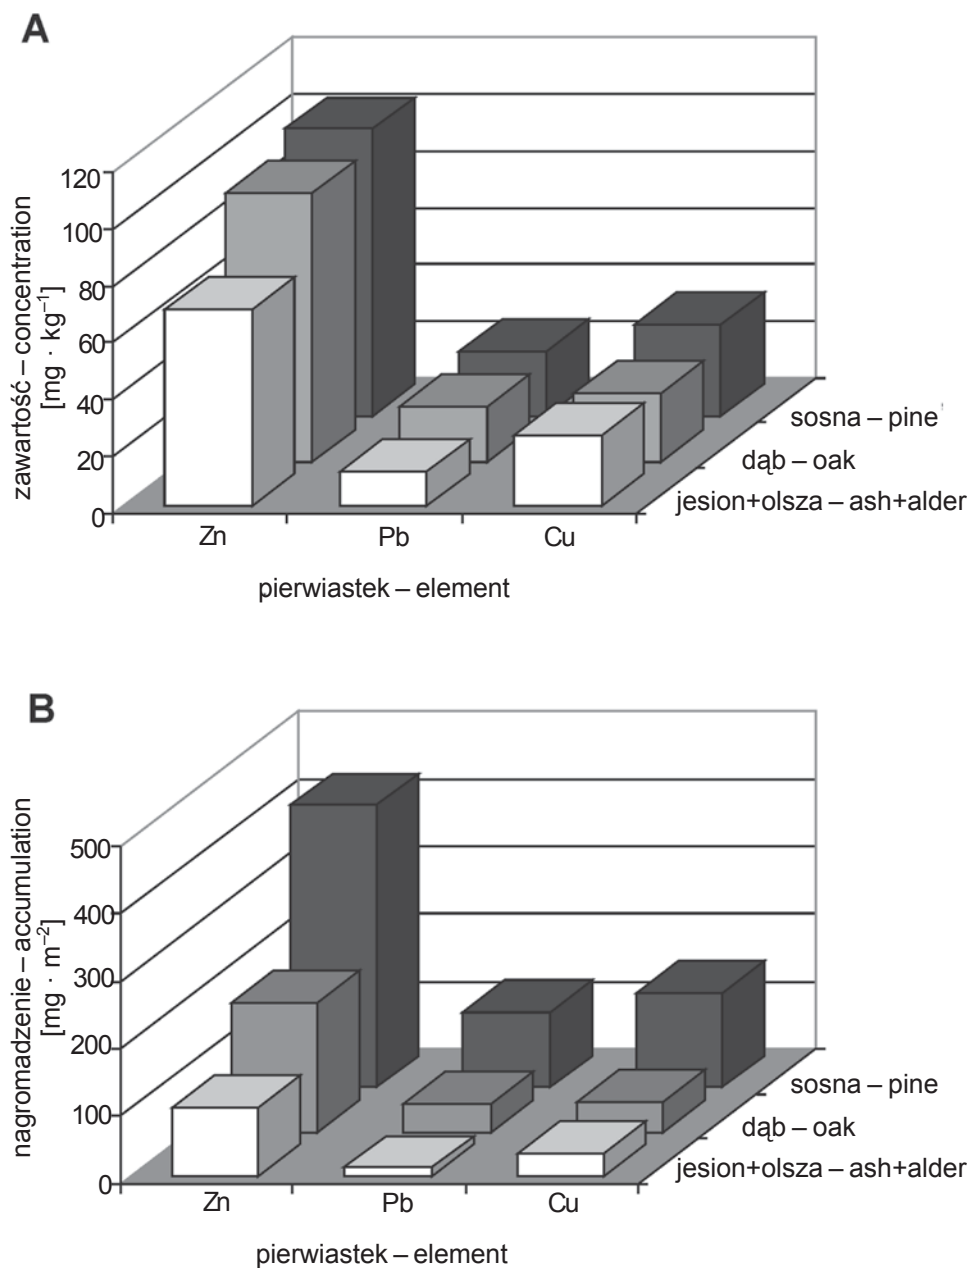 A
120
100
80
60
40
20
0
zawartość – concentration
[mg · kg⁻¹]
Zn
Pb
Cu
sosna – pine
dąb – oak
jesion+olsza – ash+alder
pierwiastek – element
B
500
400
300
200
100
0
nagromadzenie – accumulation
[mg · m⁻²]
Zn
Pb
Cu
sosna – pine
dąb – oak
jesion+olsza – ash+alder
pierwiastek – element